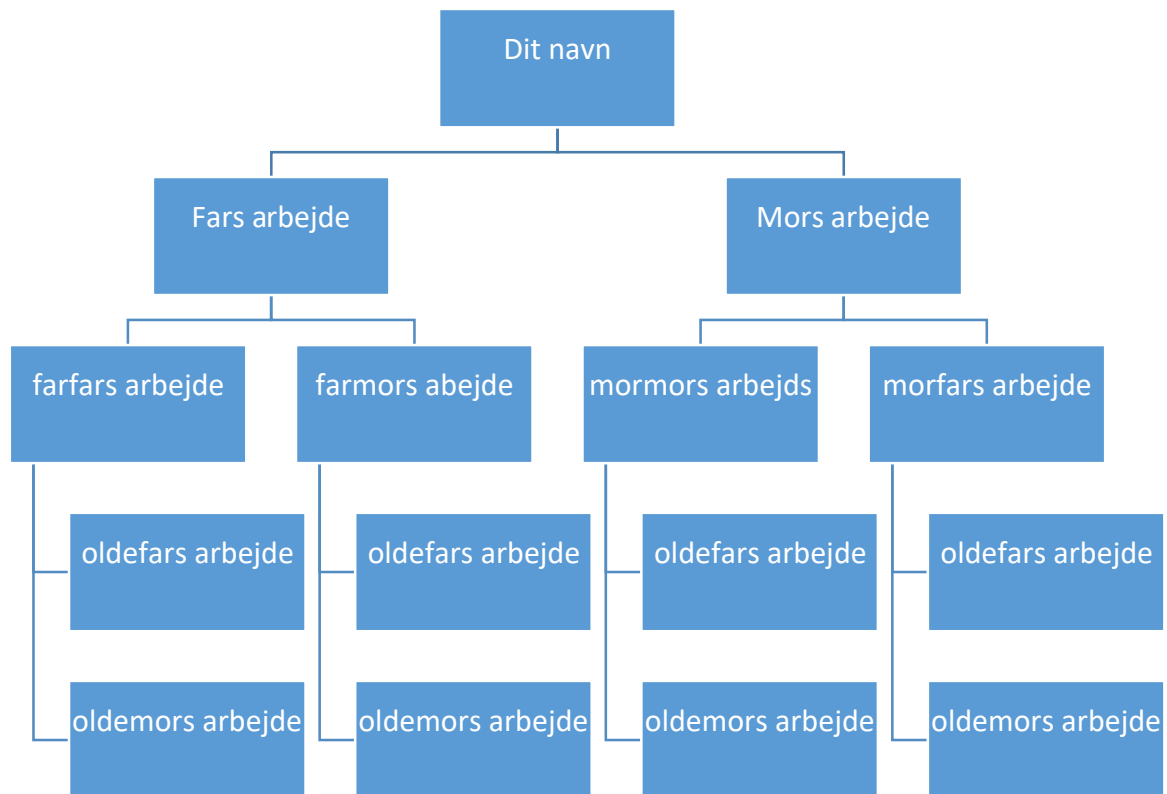 Dit navn
Fars arbejde
Mors arbejde
farfars arbejde
farmors abejde
mormors arbejds
morfars arbejde
oldefars arbejde
oldefars arbejde
oldefars arbejde
oldefars arbejde
oldemors arbejde
oldemors arbejde
oldemors arbejde
oldemors arbejde